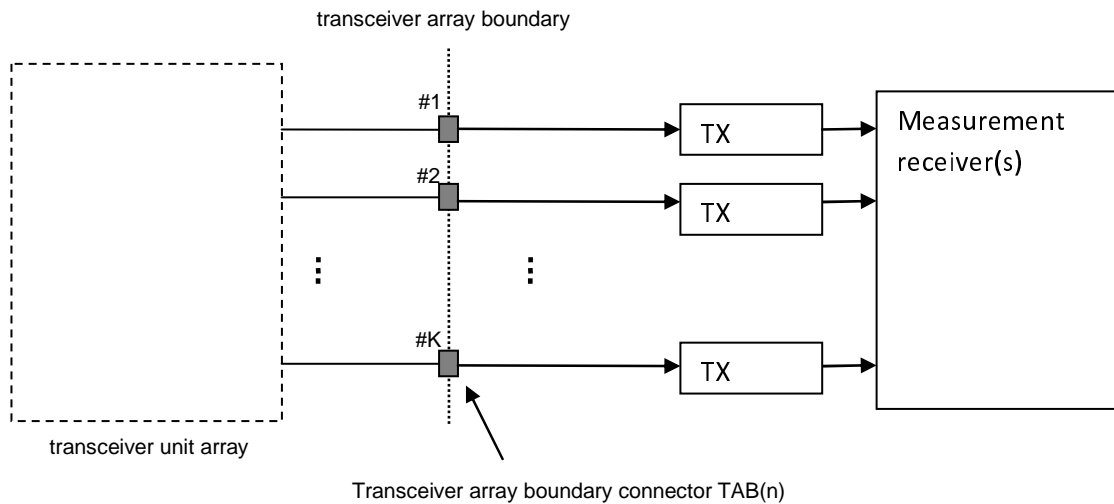 transceiver array boundary
#1
TX
Measurement
receiver(s)
#2
TX
#K
TX
transceiver unit array
Transceiver array boundary connector TAB(n)